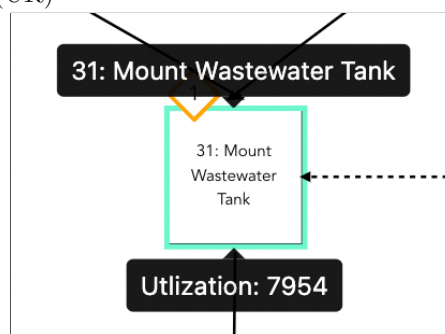 31: Mount Wastewater Tank
1
31: Mount
Wastewater
Tank
Utlization: 7954